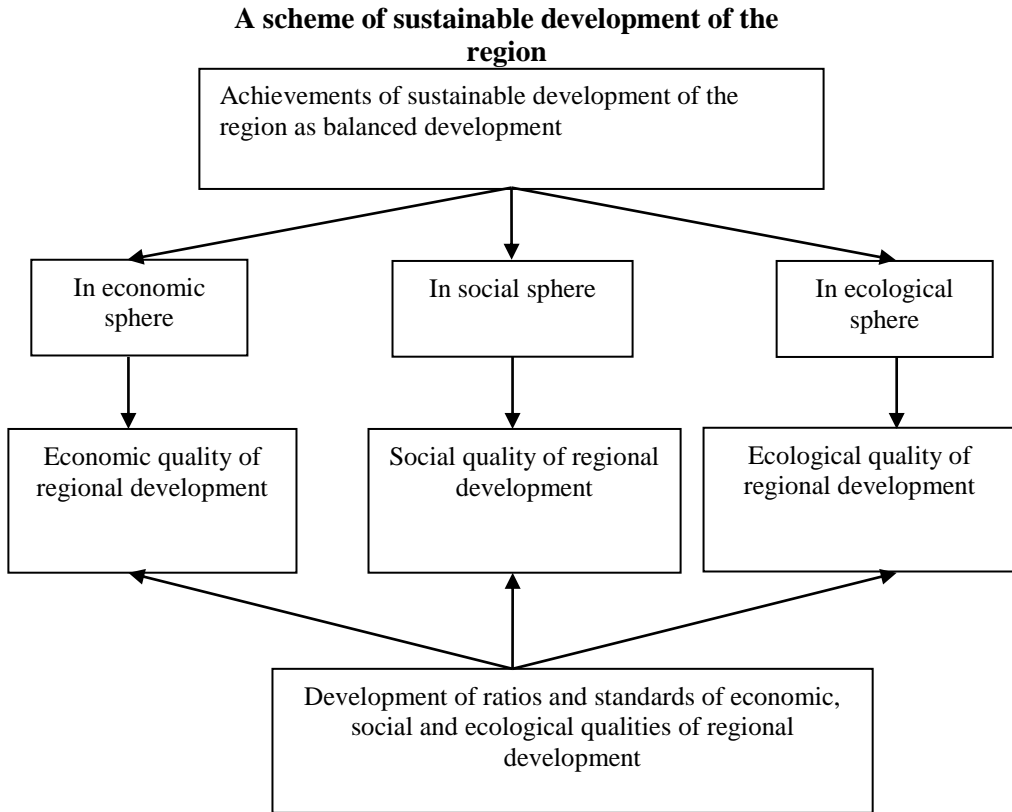 A scheme of sustainable development of the
region
Achievements of sustainable development of the
region as balanced development
In economic
sphere
In social sphere
In ecological
sphere
Economic quality of
regional development
Social quality of regional
development
Ecological quality of
regional development
Development of ratios and standards of economic,
social and ecological qualities of regional
development